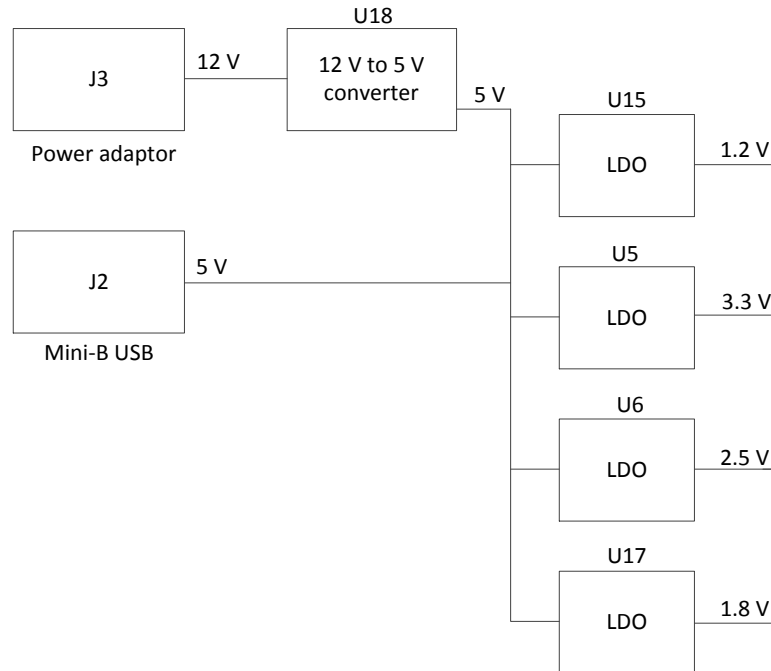 U18
J3
12 V
12 V to 5 V
converter
5 V
Power adaptor
U15
LDO
1.2 V
J2
5 V
Mini-B USB
U5
LDO
3.3 V
U6
LDO
2.5 V
U17
LDO
1.8 V